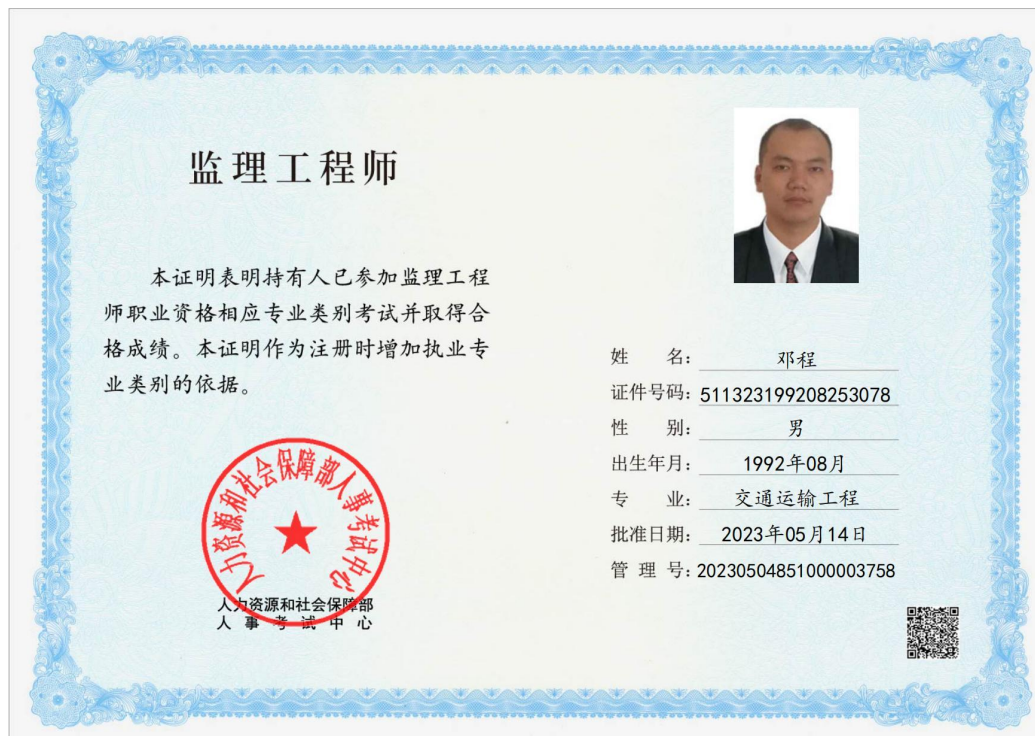 监理工程师
本证明表明持有人已参加监理工程
师职业资格相应专业类别考试并取得合
格成绩。本证明作为注册时增加执业专
业类别的依据。
人力资源和社会保障部人事考试中心
人力资源和社会保障部
人事考试中心
姓 名: 邓程
证件号码: 511323199208253078
性 别: 男
出生年月: 1992年08月
专 业: 交通运输工程
批准日期: 2023年05月14日
管 理 号: 20230504851000003758